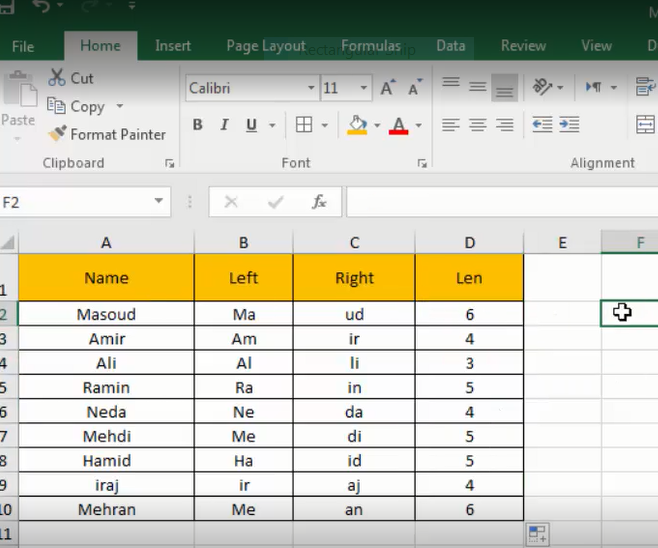 M
File Home Insert Page Layout Formulas Data Review View D
Cut
Copy
Paste
Format Painter
Calibri 11 A A
B I U A
Clipboard Font Alignment
F2 fx
A B C D E F
1 Name Left Right Len
2 Masoud Ma ud 6
3 Amir Am ir 4
4 Ali Al li 3
5 Ramin Ra in 5
6 Neda Ne da 4
7 Mehdi Me di 5
8 Hamid Ha id 5
9 iraj ir aj 4
10 Mehran Me an 6
11